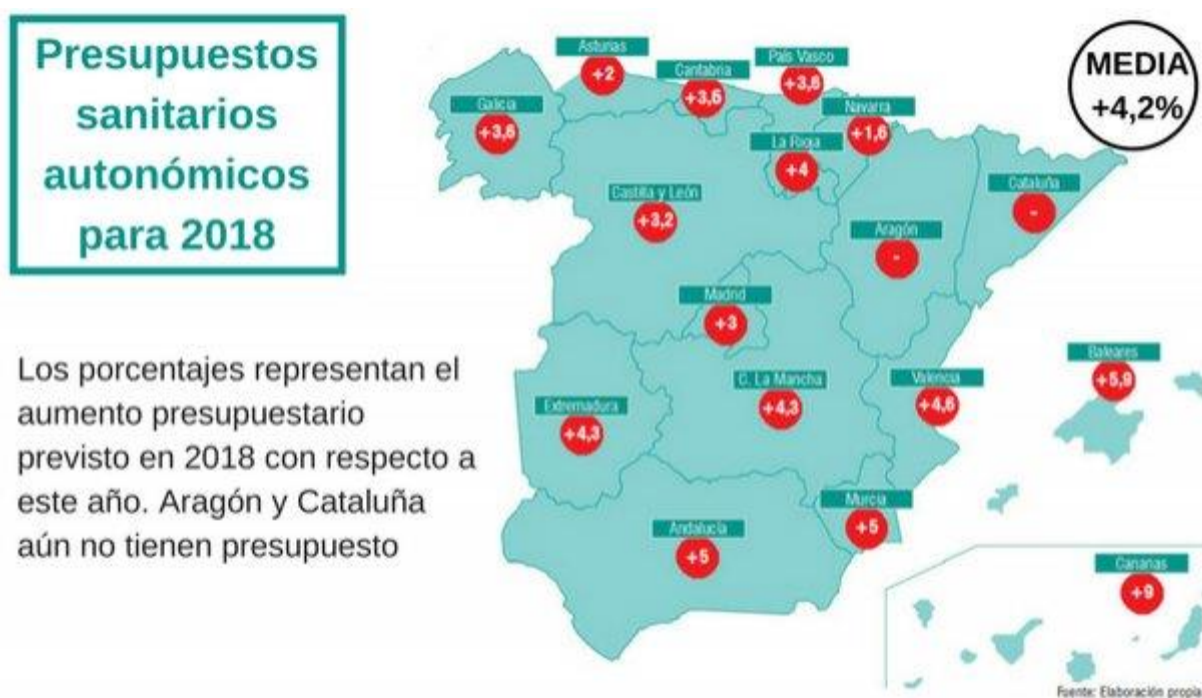 Presupuestos
sanitarios
autonómicos
para 2018
MEDIA
+4,2%
Los porcentajes representan el
aumento presupuestario
previsto en 2018 con respecto a
este año. Aragón y Cataluña
aún no tienen presupuesto
Asturias
+2
Cantabria
+3,6
País Vasco
+3,8
Galicia
+3,6
Navarra
+1,6
La Rioja
+4
Castilla y León
+3,2
Aragón
-
Cataluña
-
Madrid
+3
C. La Mancha
+4,3
Valencia
+4,6
Baleares
+5,9
Extremadura
+4,3
Murcia
+5
Andalucía
+5
Canarias
+9
Fuente: Elaboración propia